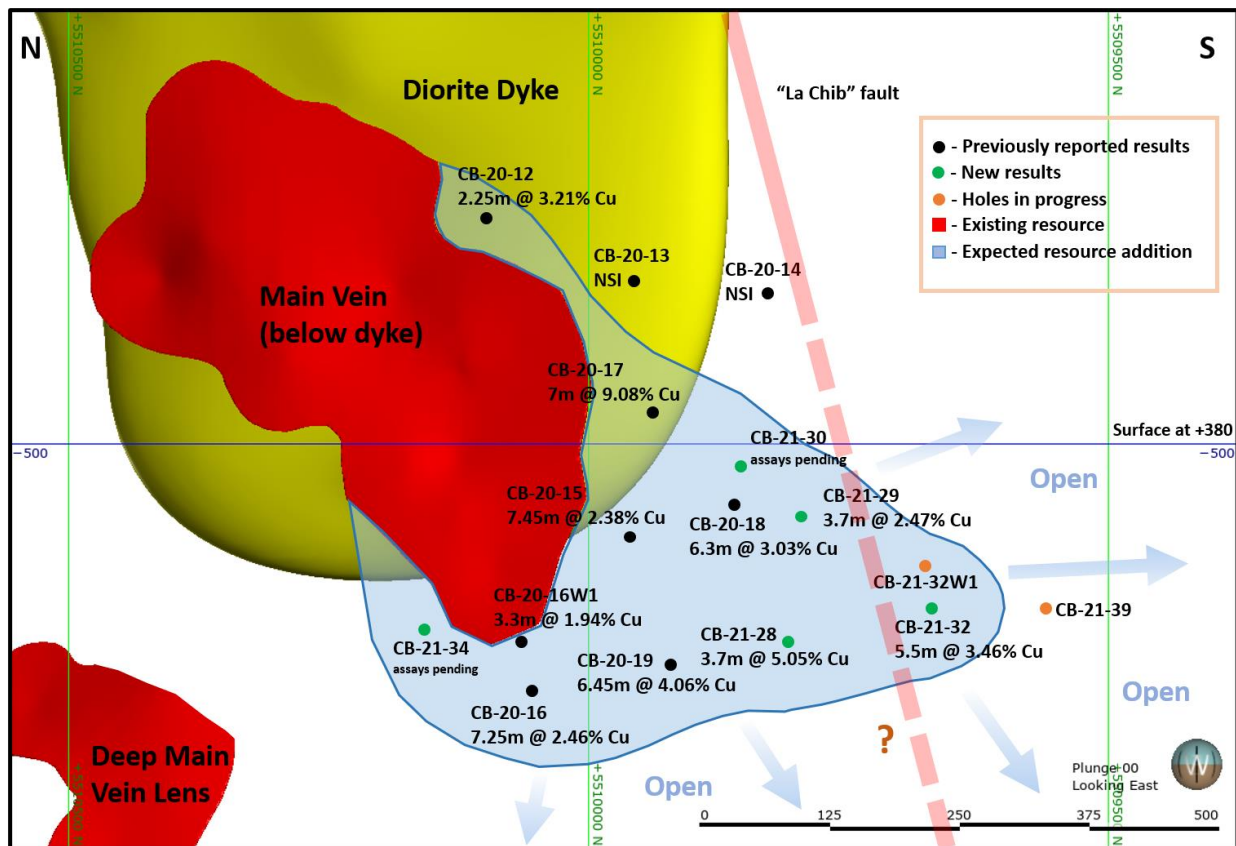 N
S
+5510500 N
+5510000 N
+5509500 N
Diorite Dyke
“La Chib” fault
- Previously reported results
- New results
- Holes in progress
- Existing resource
- Expected resource addition
CB-20-12
2.25m @ 3.21% Cu
CB-20-13
NSI
CB-20-14
NSI
Main Vein
(below dyke)
CB-20-17
7m @ 9.08% Cu
Surface at +380
−500
−500
CB-21-30
assays pending
Open
CB-20-15
7.45m @ 2.38% Cu
CB-20-18
6.3m @ 3.03% Cu
CB-21-29
3.7m @ 2.47% Cu
CB-21-32W1
CB-21-39
CB-20-16W1
3.3m @ 1.94% Cu
CB-21-32
5.5m @ 3.46% Cu
CB-21-34
assays pending
CB-20-19
6.45m @ 4.06% Cu
CB-21-28
3.7m @ 5.05% Cu
Open
CB-20-16
7.25m @ 2.46% Cu
?
Deep Main
Vein Lens
Open
Plunge 00
Looking East
W
0 125 250 375 500
+5510500 N
+5510000 N
+5509500 N